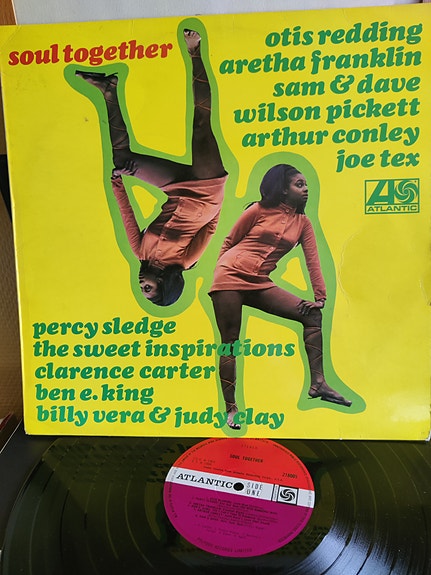 soul together
otis redding
aretha franklin
sam & dave
wilson pickett
arthur conley
joe tex
ATLANTIC
percy sledge
the sweet inspirations
clarence carter
ben e. king
billy vera & judy clay
STEREO
SOUL TOGETHER
ATLANTIC
SIDE
ONE